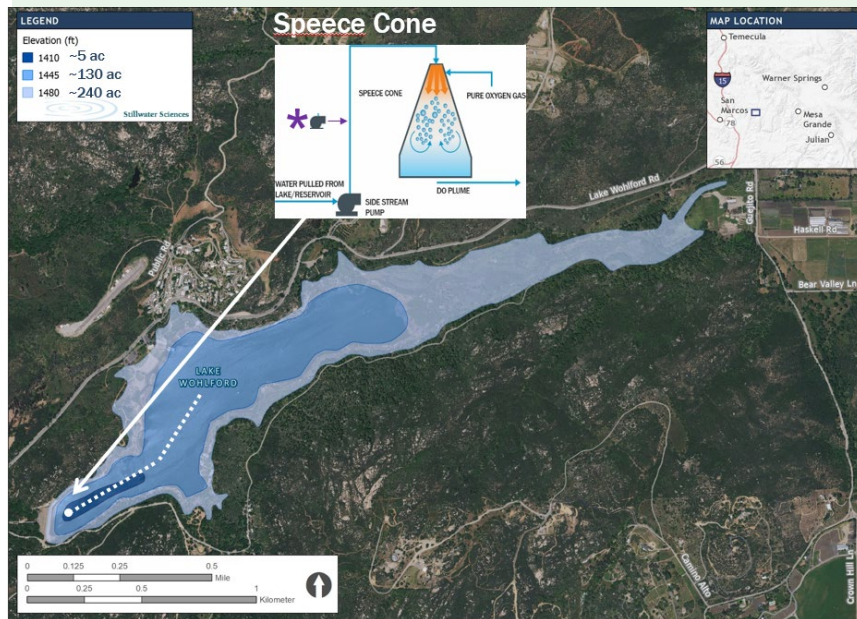 LEGEND
Elevation (ft)
1410 ~5 ac
1445 ~130 ac
1480 ~240 ac
Stillwater Sciences
Speece Cone
SPEECE CONE
PURE OXYGEN GAS
*
WATER PULLED FROM
LAKE/RESERVOIR
SIDE STREAM
PUMP
DO PLUME
MAP LOCATION
Temecula
15
Warner Springs
San
Marcos
78
Mesa
Grande
Julian
56
Lake Wohlford Rd
Guejito Rd
Haskell Rd
Bear Valley Ln
Public Rd
LAKE
WOHLFORD
Camino Alto
Crown Hill Ln
0 0.125 0.25 0.5
Mile
0 0.25 0.5 1
Kilometer